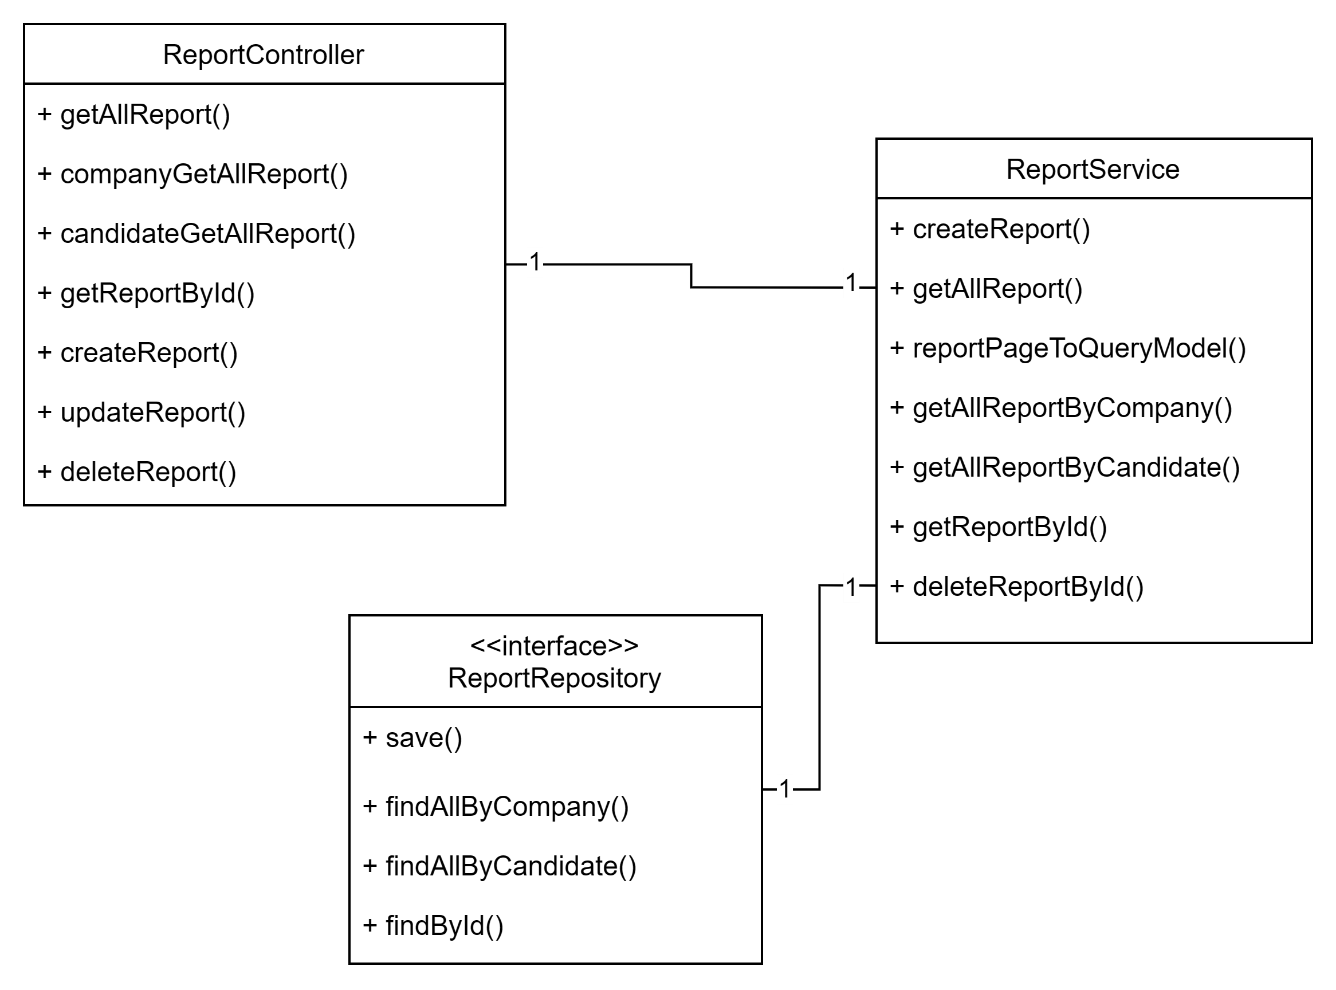 ReportController
+ getAllReport()
+ companyGetAllReport()
+ candidateGetAllReport()
+ getReportById()
+ createReport()
+ updateReport()
+ deleteReport()
1
1
ReportService
+ createReport()
+ getAllReport()
+ reportPageToQueryModel()
+ getAllReportByCompany()
+ getAllReportByCandidate()
+ getReportById()
+ deleteReportById()
1
1
<<interface>>
ReportRepository
+ save()
+ findAllByCompany()
+ findAllByCandidate()
+ findById()